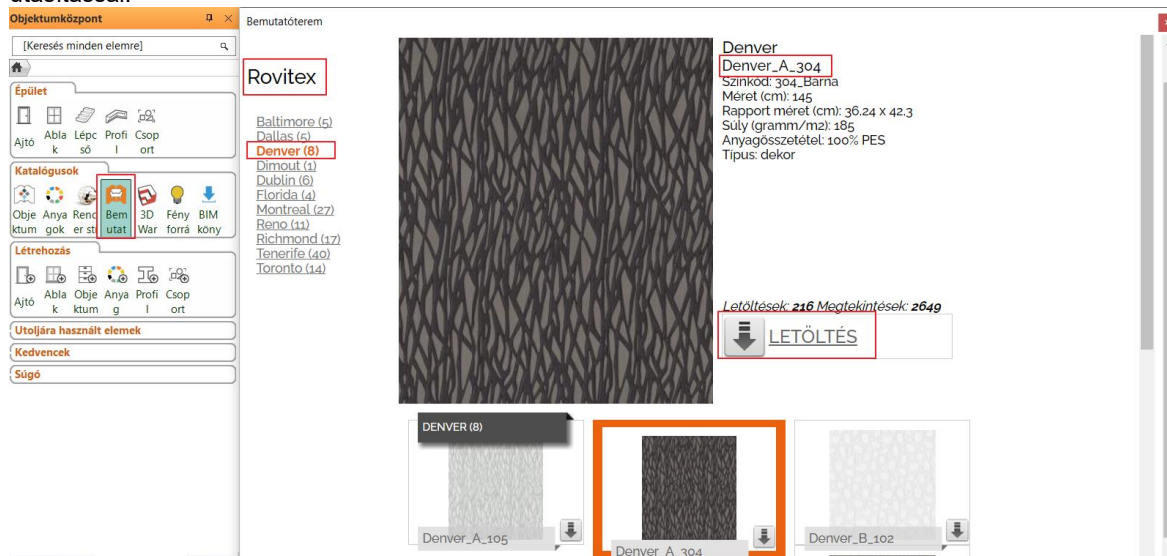 Objektumközpont
Bemutatóterem
[Keresés minden elemre]
Épület
Ajtó
Abla
k
Lépc
ső
Profi
l
Csop
ort
Katalógusok
Obje
ktum
Anya
gok
Rend
er sti
Bem
utat
3D
War
Fény
forrá
BIM
köny
Létrehozás
Ajtó
Abla
k
Obje
ktum
Anya
g
Profi
l
Csop
ort
Utoljára használt elemek
Kedvencek
Súgó
Rovitex
Baltimore (5)
Dallas (5)
Denver (8)
Dimout (1)
Dublin (6)
Florida (4)
Montreal (27)
Reno (11)
Richmond (17)
Tenerife (40)
Toronto (14)
Denver
Denver_A_304
Színkód: 304_Barna
Méret (cm): 145
Rapport méret (cm): 36.24 x 42,3
Súly (gramm/m2): 185
Anyagösszetétel: 100% PES
Típus: dekor
Letöltések: 216 Megtekintések: 2649
LETÖLTÉS
DENVER (8)
Denver_A_105
Denver_A_304
Denver_B_102